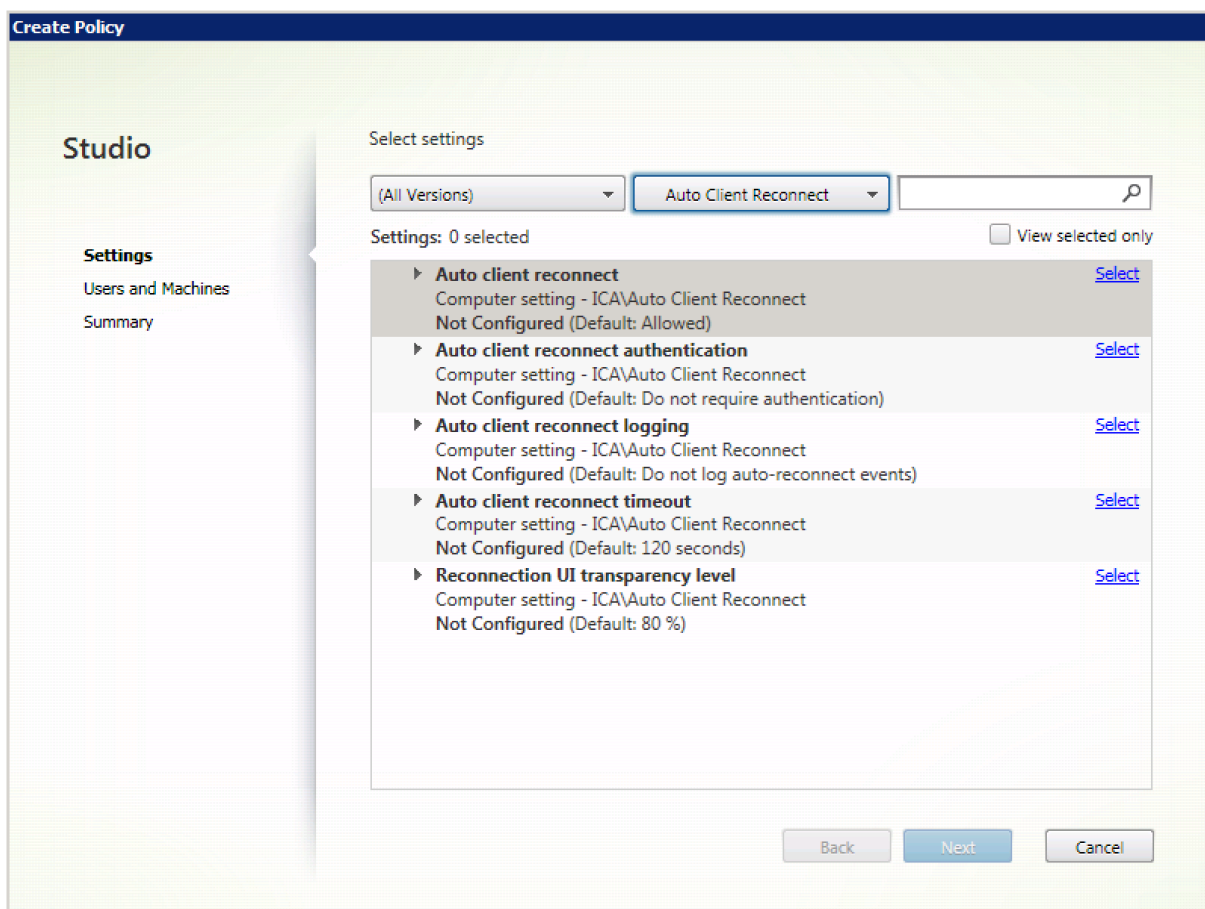 Create Policy
Studio
Settings
Users and Machines
Summary
Select settings
(All Versions)
Auto Client Reconnect
Settings: 0 selected
View selected only
Auto client reconnect
Select
Computer setting - ICA\Auto Client Reconnect
Not Configured (Default: Allowed)
Auto client reconnect authentication
Select
Computer setting - ICA\Auto Client Reconnect
Not Configured (Default: Do not require authentication)
Auto client reconnect logging
Select
Computer setting - ICA\Auto Client Reconnect
Not Configured (Default: Do not log auto-reconnect events)
Auto client reconnect timeout
Select
Computer setting - ICA\Auto Client Reconnect
Not Configured (Default: 120 seconds)
Reconnection UI transparency level
Select
Computer setting - ICA\Auto Client Reconnect
Not Configured (Default: 80 %)
Back
Next
Cancel